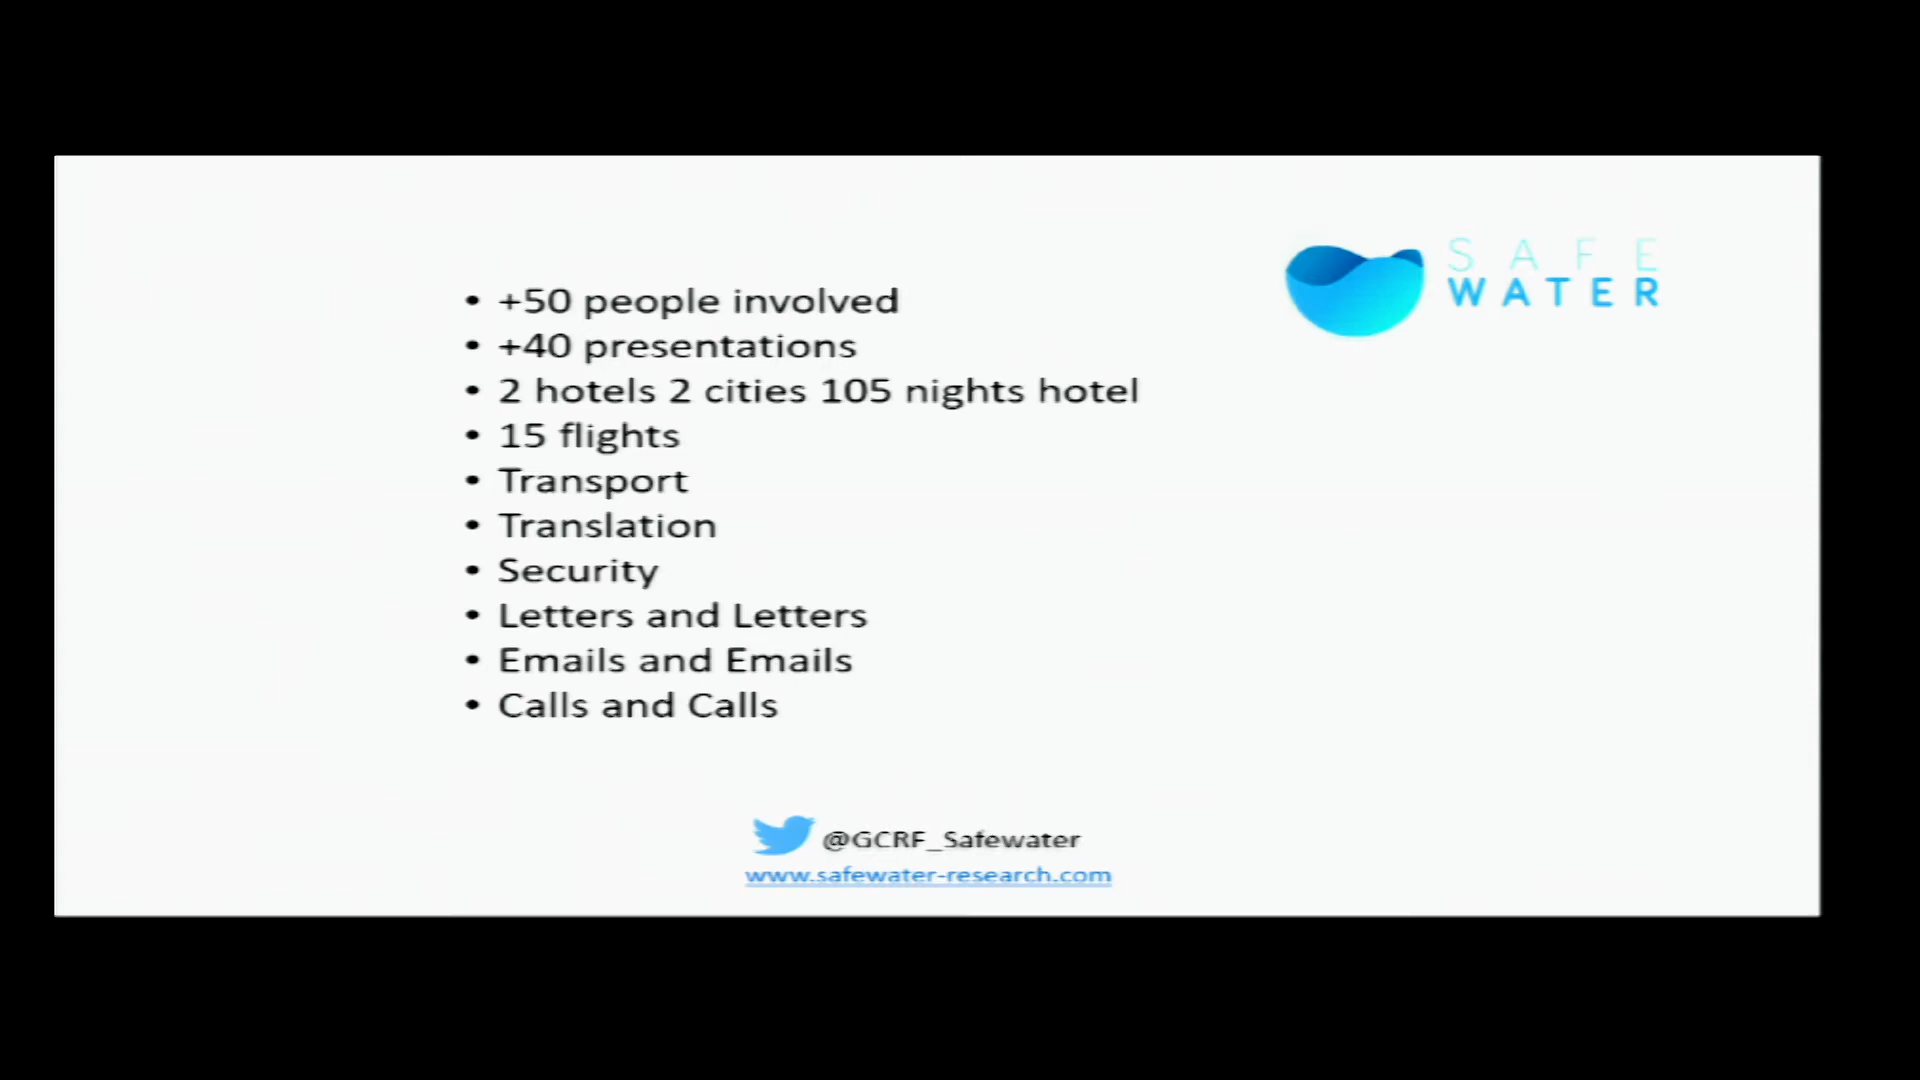 SAFE
WATER
• +50 people involved
• +40 presentations
• 2 hotels 2 cities 105 nights hotel
• 15 flights
• Transport
• Translation
• Security
• Letters and Letters
• Emails and Emails
• Calls and Calls
@GCRF_Safewater
www.safewater-research.com